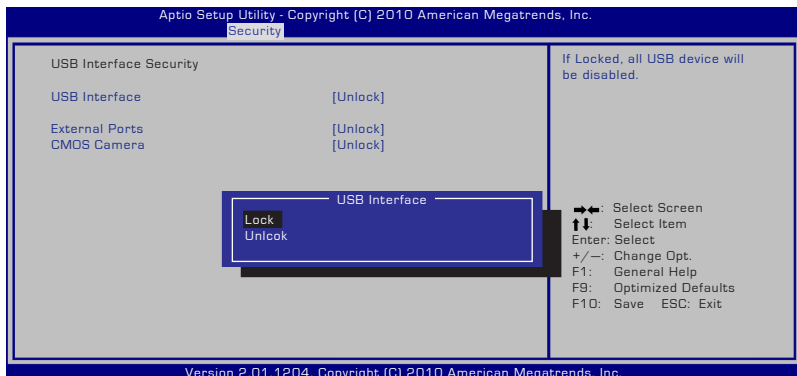 Aptio Setup Utility - Copyright (C) 2010 American Megatrends, Inc.
Security
USB Interface Security
USB Interface [Unlock]
External Ports [Unlock]
CMOS Camera [Unlock]
If Locked, all USB device will
be disabled.
USB Interface
Lock
Unlcok
→←: Select Screen
↑↓: Select Item
Enter: Select
+/—: Change Opt.
F1: General Help
F9: Optimized Defaults
F10: Save ESC: Exit
Version 2.01.1204. Copyright (C) 2010 American Megatrends, Inc.